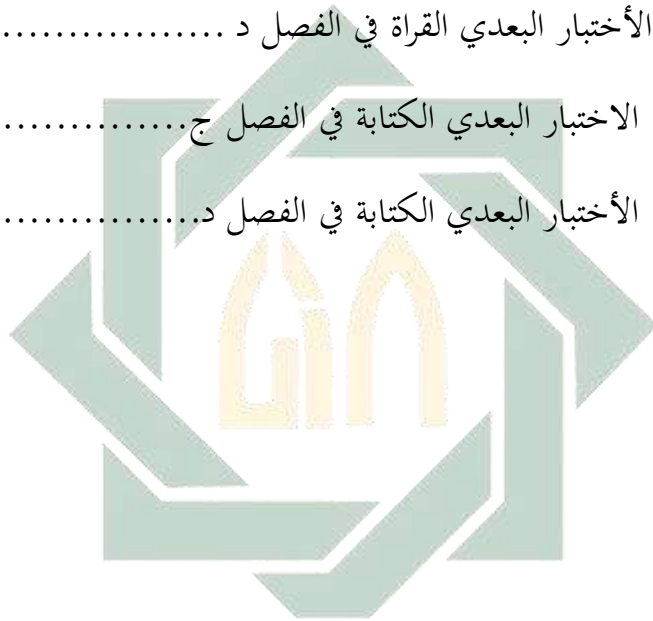 الأختبار البعدي القراة في الفصل د .................
الاختبار البعدي الكتابة في الفصل ج...............
الأختبار البعدي الكتابة في الفصل د................